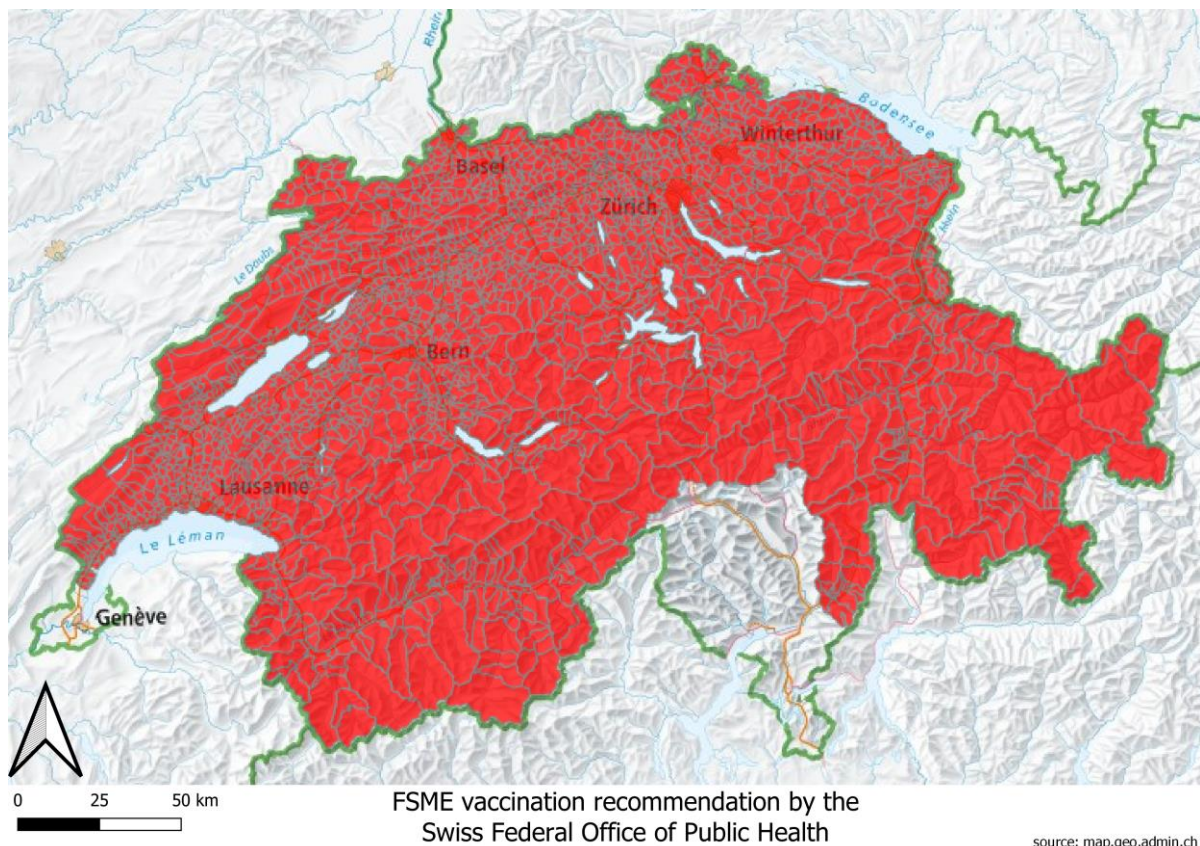 Rhein
Bodensee
Winterthur
Basel
Zürich
Rhein
Le Doubs
Bern
Lausanne
Le Léman
Genève
0 25 50 km
FSME vaccination recommendation by the
Swiss Federal Office of Public Health
source: map.geo.admin.ch